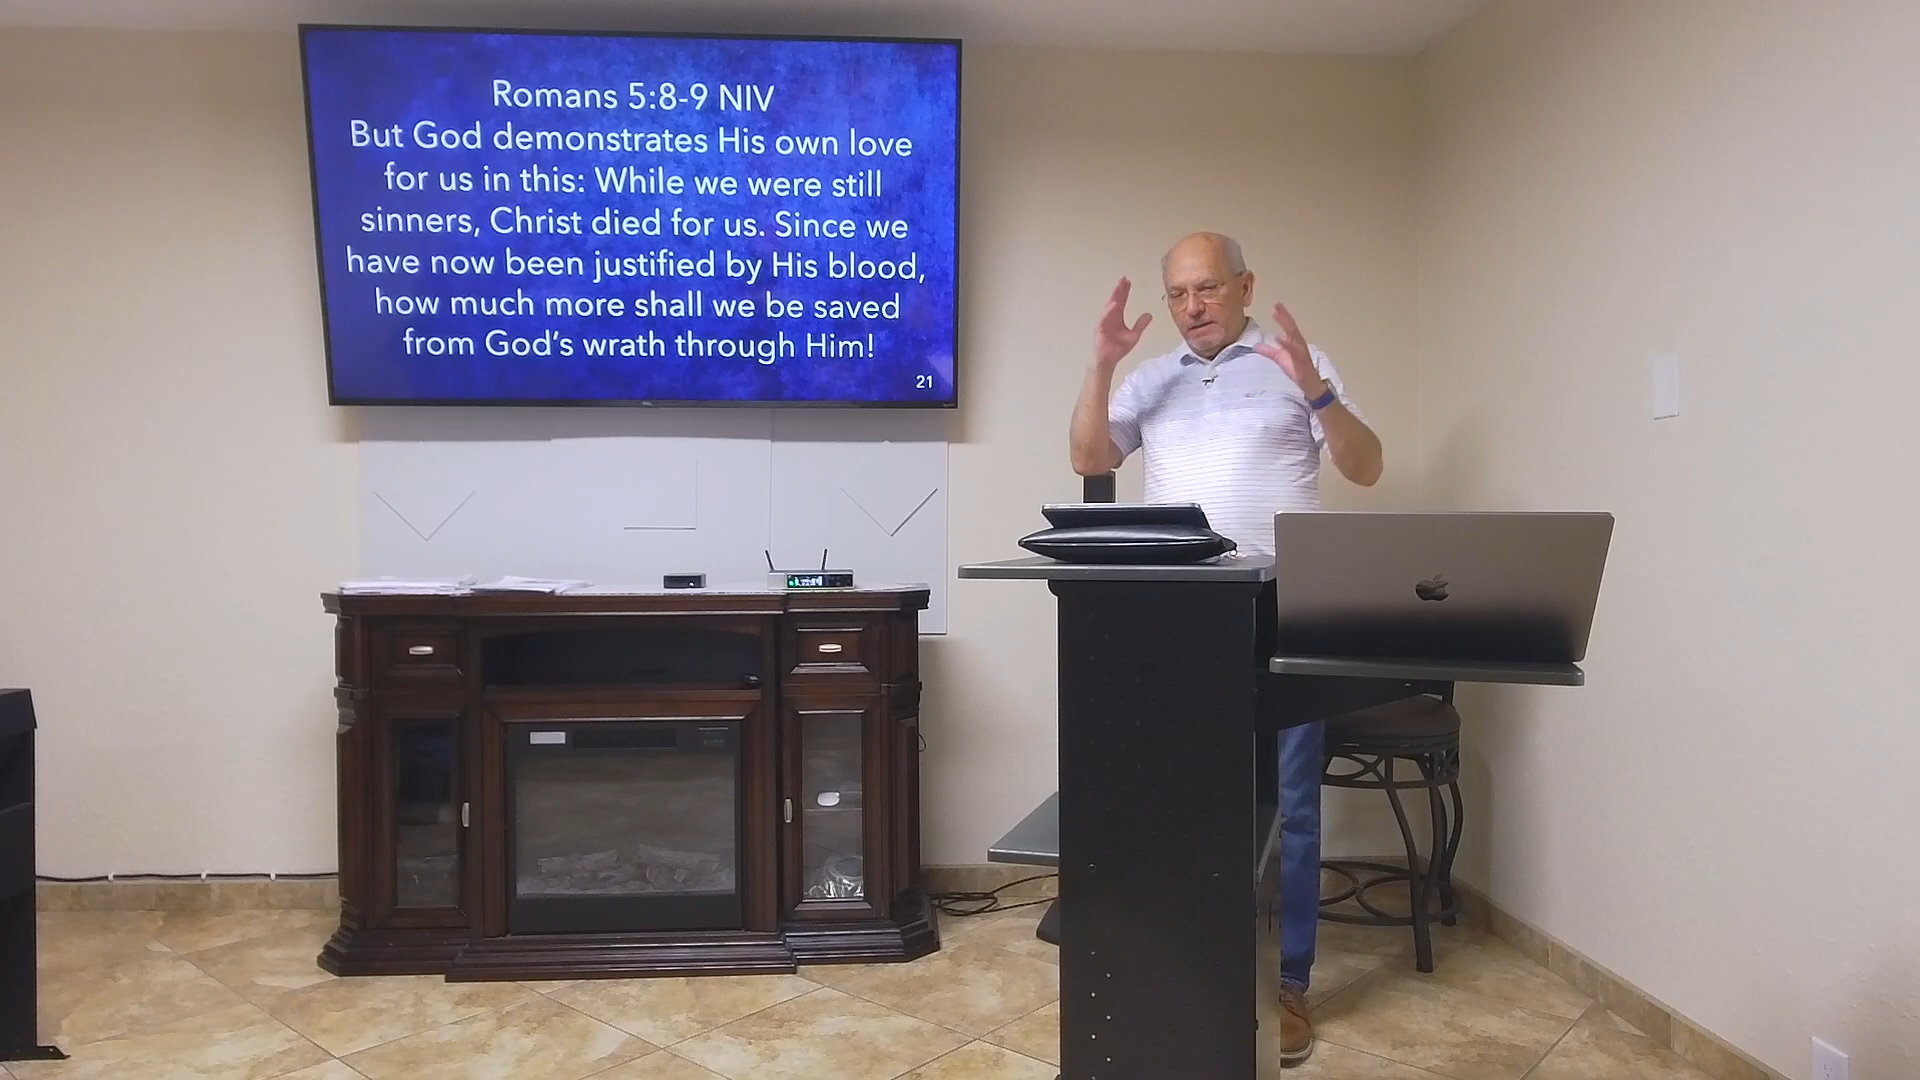 Romans 5:8-9 NIV
But God demonstrates His own love
for us in this: While we were still
sinners, Christ died for us. Since we
have now been justified by His blood,
how much more shall we be saved
from God's wrath through Him!
21